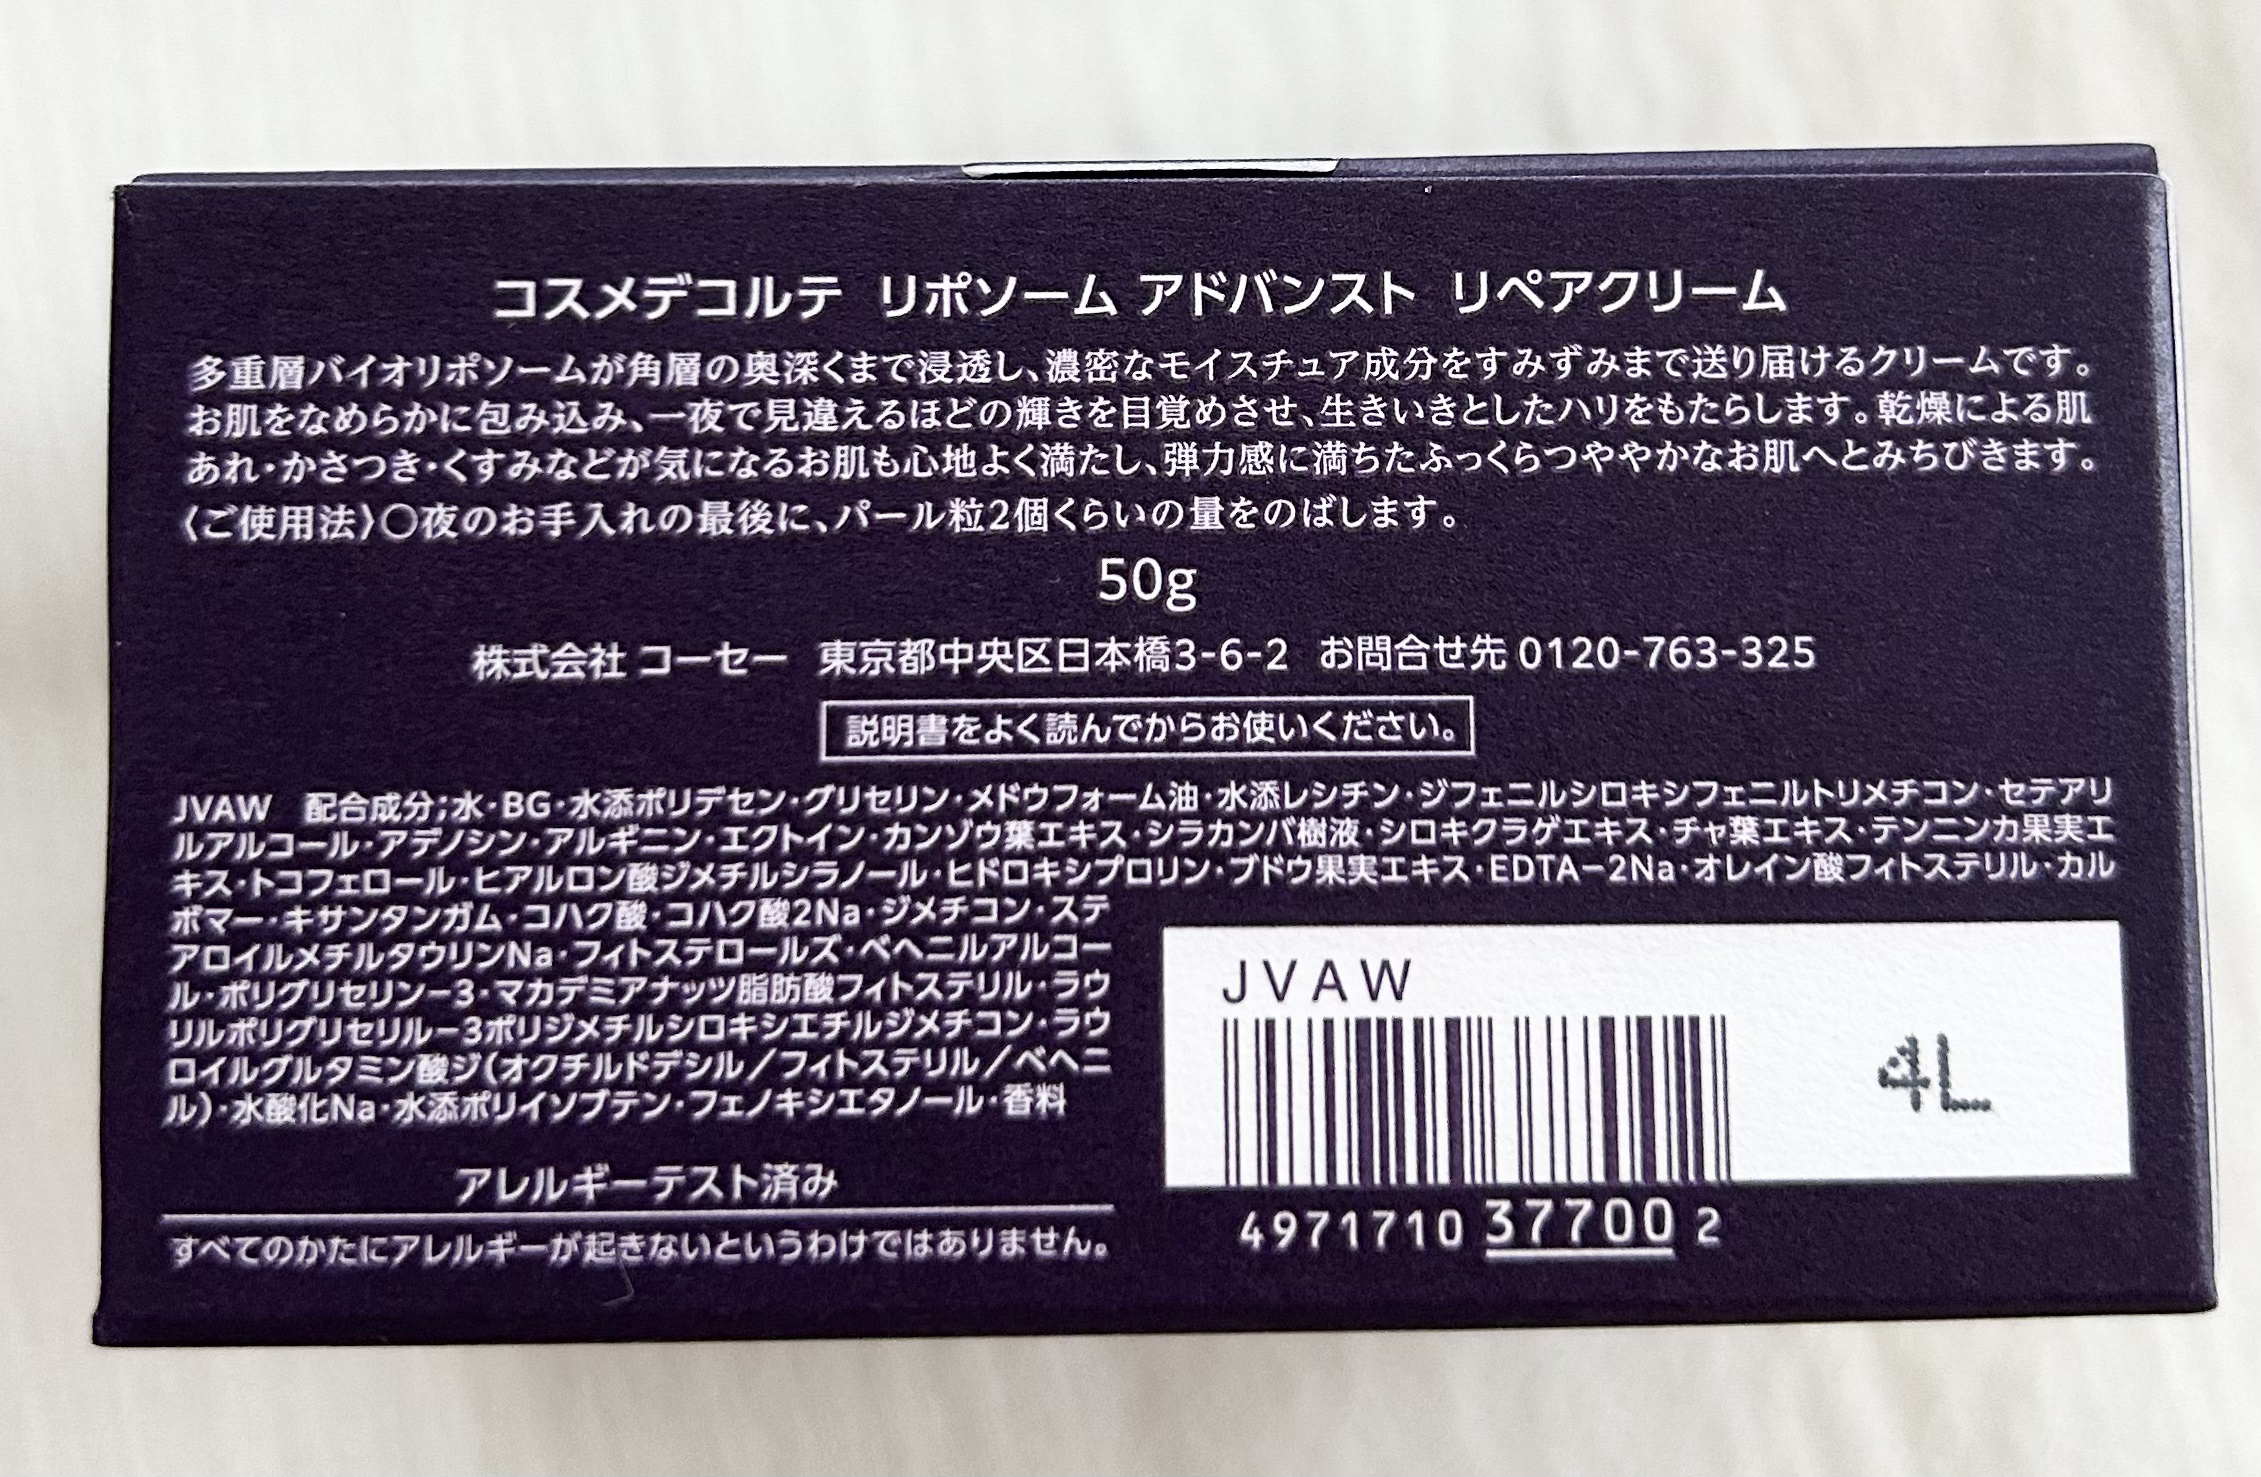 コスメデコルテ リポソーム アドバンスト リペアクリーム
多重層バイオリポソームが角層の奥深くまで浸透し、濃密なモイスチュア成分をすみずみまで送り届けるクリームです。
お肌をなめらかに包み込み、一夜で見違えるほどの輝きを目覚めさせ、生きいきとしたハリをもたらします。乾燥による肌
あれ・かさつき・くすみなどが気になるお肌も心地よく満たし、弾力感に満ちたふっくらつややかなお肌へとみちびきます。
〈ご使用法〉○夜のお手入れの最後に、パール粒2個くらいの量をのばします。
50g
株式会社 コーセー 東京都中央区日本橋3-6-2 お問合せ先 0120-763-325
説明書をよく読んでからお使いください。
JVAW 配合成分;水・BG・水添ポリデセン・グリセリン・メドウフォーム油・水添レシチン・ジフェニルシロキシフェニルトリメチコン・セテアリ
ルアルコール・アデノシン・アルギニン・エクトイン・カンゾウ葉エキス・シラカンバ樹液・シロキクラゲエキス・チャ葉エキス・テンニンカ果実エ
キス・トコフェロール・ヒアルロン酸ジメチルシラノール・ヒドロキシプロリン・ブドウ果実エキス・EDTA−2Na・オレイン酸フィトステリル・カル
ボマー・キサンタンガム・コハク酸・コハク酸2Na・ジメチコン・ステ
アロイルメチルタウリンNa・フィトステロールズ・ベヘニルアルコー
ル・ポリグリセリン−3・マカデミアナッツ脂肪酸フィトステリル・ラウ
リルポリグリセリル−3ポリジメチルシロキシエチルジメチコン・ラウ
ロイルグルタミン酸ジ(オクチルドデシル/フィトステリル/ベヘニ
ル)・水酸化Na・水添ポリイソブテン・フェノキシエタノール・香料
アレルギーテスト済み
すべてのかたにアレルギーが起きないというわけではありません。
JVAW
4L
4971710 37700 2